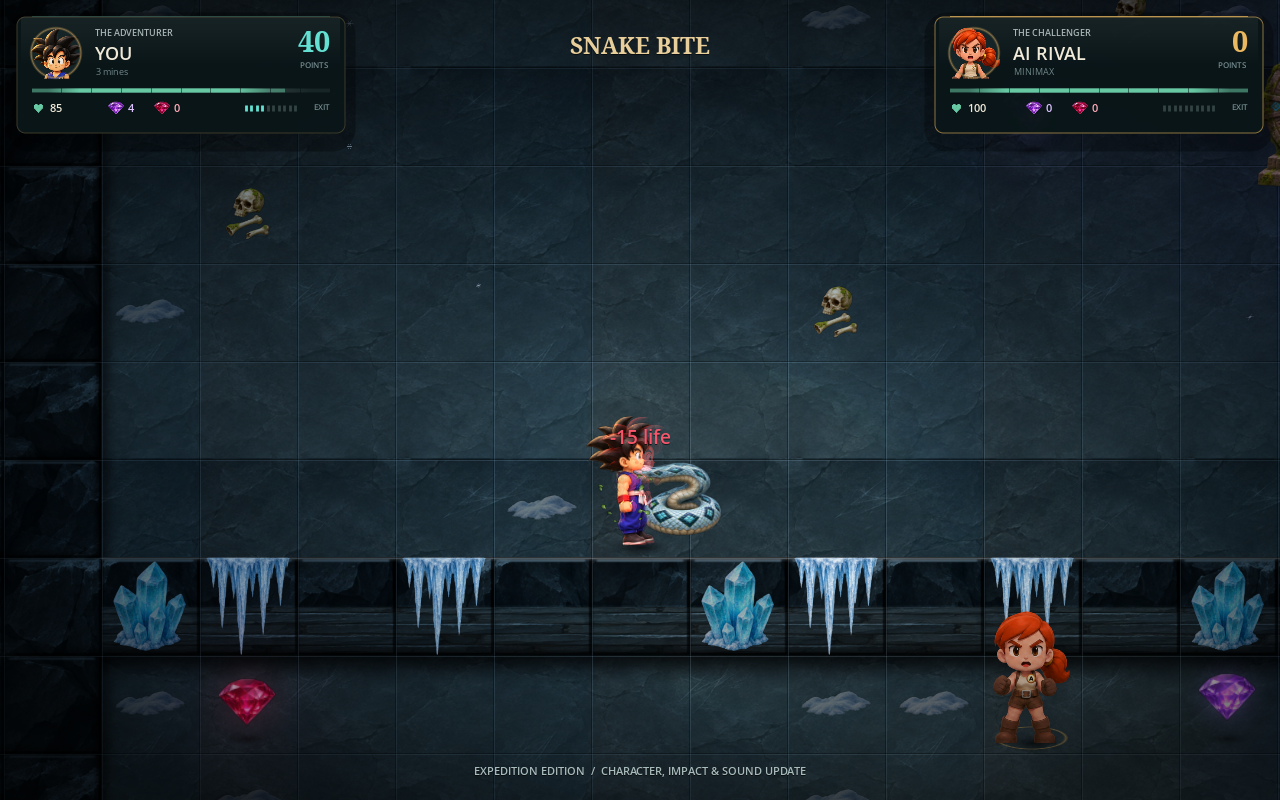 THE ADVENTURER
YOU
3 mines
40
POINTS
85
4
0
EXIT
SNAKE BITE
THE CHALLENGER
AI RIVAL
MINIMAX
0
POINTS
100
0
0
EXIT
-15 life
A
EXPEDITION EDITION / CHARACTER, IMPACT & SOUND UPDATE